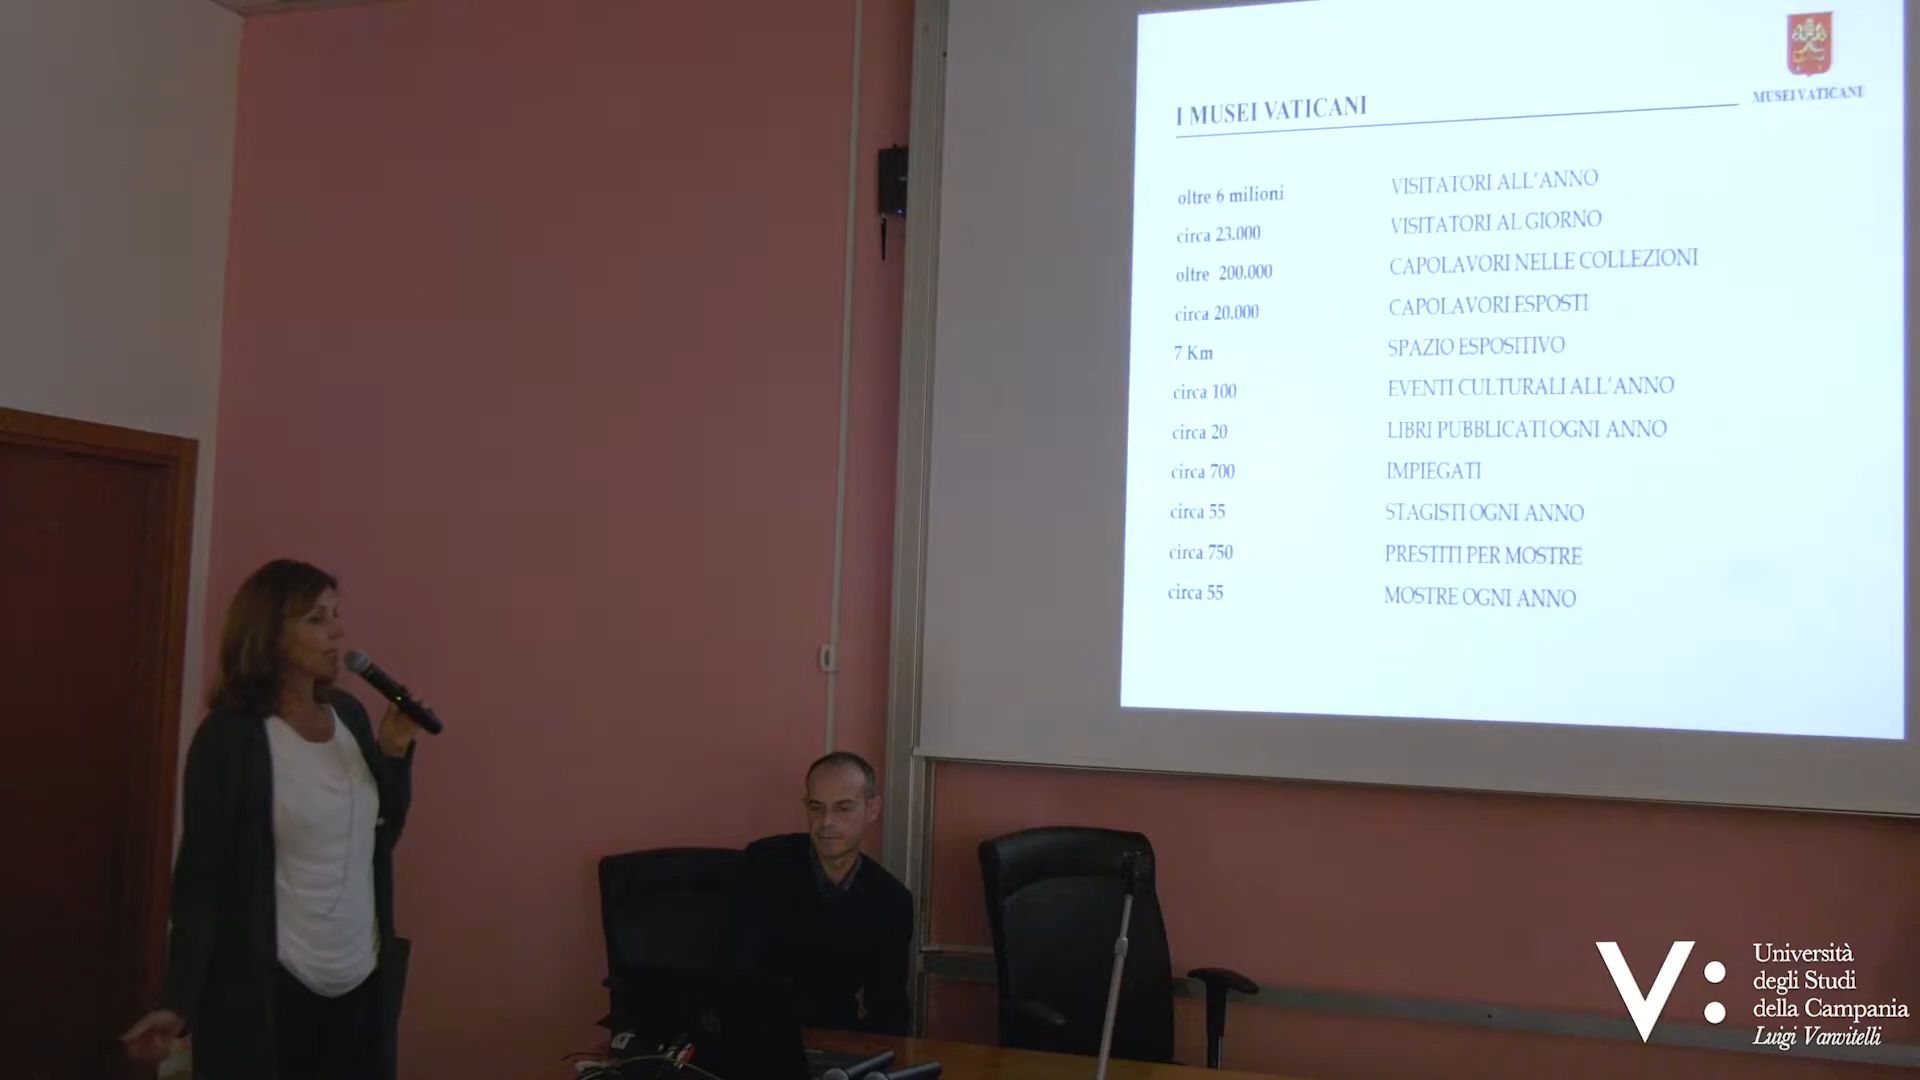 MUSEI VATICANI
I MUSEI VATICANI
oltre 6 milioni VISITATORI ALL'ANNO
circa 23.000 VISITATORI AL GIORNO
oltre 200.000 CAPOLAVORI NELLE COLLEZIONI
circa 20.000 CAPOLAVORI ESPOSTI
7 Km SPAZIO ESPOSITIVO
circa 100 EVENTI CULTURALI ALL'ANNO
circa 20 LIBRI PUBBLICATI OGNI ANNO
circa 700 IMPIEGATI
circa 55 STAGISTI OGNI ANNO
circa 750 PRESTITI PER MOSTRE
circa 55 MOSTRE OGNI ANNO
V:
Università
degli Studi
della Campania
Luigi Vanvitelli